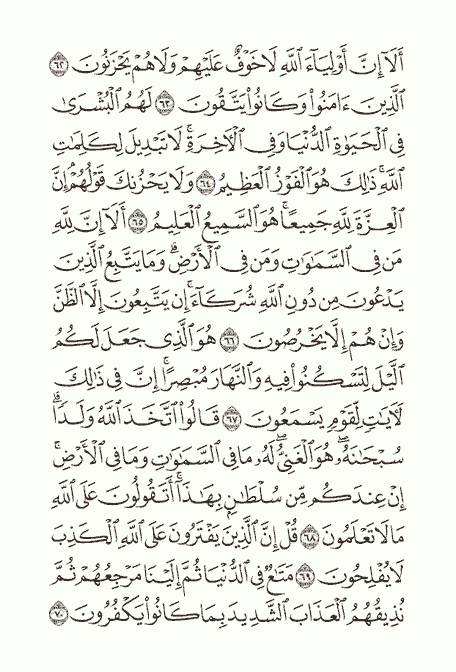 أَلَآ إِنَّ أَوْلِيَآءَ ٱللَّهِ لَا خَوْفٌ عَلَيْهِمْ وَلَا هُمْ يَحْزَنُونَ ٦٢
ٱلَّذِينَ ءَامَنُوا۟ وَكَانُوا۟ يَتَّقُونَ ٦٣ لَهُمُ ٱلْبُشْرَىٰ
فِى ٱلْحَيَوٰةِ ٱلدُّنْيَا وَفِى ٱلْـَٔاخِرَةِ ۚ لَا تَبْدِيلَ لِكَلِمَـٰتِ
ٱللَّهِ ۚ ذَٰلِكَ هُوَ ٱلْفَوْزُ ٱلْعَظِيمُ ٦٤ وَلَا يَحْزُنكَ قَوْلُهُمْ ۘ إِنَّ
ٱلْعِزَّةَ لِلَّهِ جَمِيعًا ۚ هُوَ ٱلسَّمِيعُ ٱلْعَلِيمُ ٦٥ أَلَآ إِنَّ لِلَّهِ
مَن فِى ٱلسَّمَـٰوَٰتِ وَمَن فِى ٱلْأَرْضِ ۗ وَمَا يَتَّبِعُ ٱلَّذِينَ
يَدْعُونَ مِن دُونِ ٱللَّهِ شُرَكَآءَ ۚ إِن يَتَّبِعُونَ إِلَّا ٱلظَّنَّ
وَإِنْ هُمْ إِلَّا يَخْرُصُونَ ٦٦ هُوَ ٱلَّذِى جَعَلَ لَكُمُ
ٱلَّيْلَ لِتَسْكُنُوا۟ فِيهِ وَٱلنَّهَارَ مُبْصِرًا ۚ إِنَّ فِى ذَٰلِكَ
لَـَٔايَـٰتٍ لِّقَوْمٍ يَسْمَعُونَ ٦٧ قَالُوا۟ ٱتَّخَذَ ٱللَّهُ وَلَدًا ۗ
سُبْحَـٰنَهُۥ ۖ هُوَ ٱلْغَنِىُّ ۖ لَهُۥ مَا فِى ٱلسَّمَـٰوَٰتِ وَمَا فِى ٱلْأَرْضِ ۚ
إِنْ عِندَكُم مِّن سُلْطَـٰنٍۭ بِهَـٰذَآ ۚ أَتَقُولُونَ عَلَى ٱللَّهِ
مَا لَا تَعْلَمُونَ ٦٨ قُلْ إِنَّ ٱلَّذِينَ يَفْتَرُونَ عَلَى ٱللَّهِ ٱلْكَذِبَ
لَا يُفْلِحُونَ ٦٩ مَتَـٰعٌ فِى ٱلدُّنْيَا ثُمَّ إِلَيْنَا مَرْجِعُهُمْ ثُمَّ
نُذِيقُهُمُ ٱلْعَذَابَ ٱلشَّدِيدَ بِمَا كَانُوا۟ يَكْفُرُونَ ٧٠